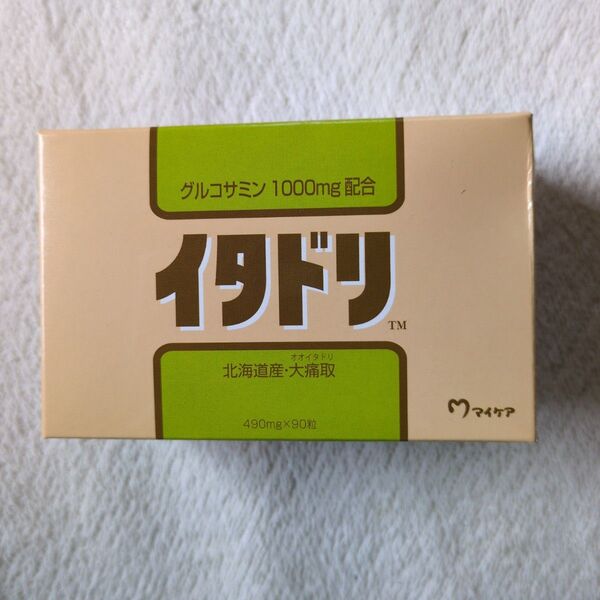 グルコサミン 1000mg 配合
イタドリ
TM
オオイタドリ
北海道産・大痛取
490mg×90粒
マイケア